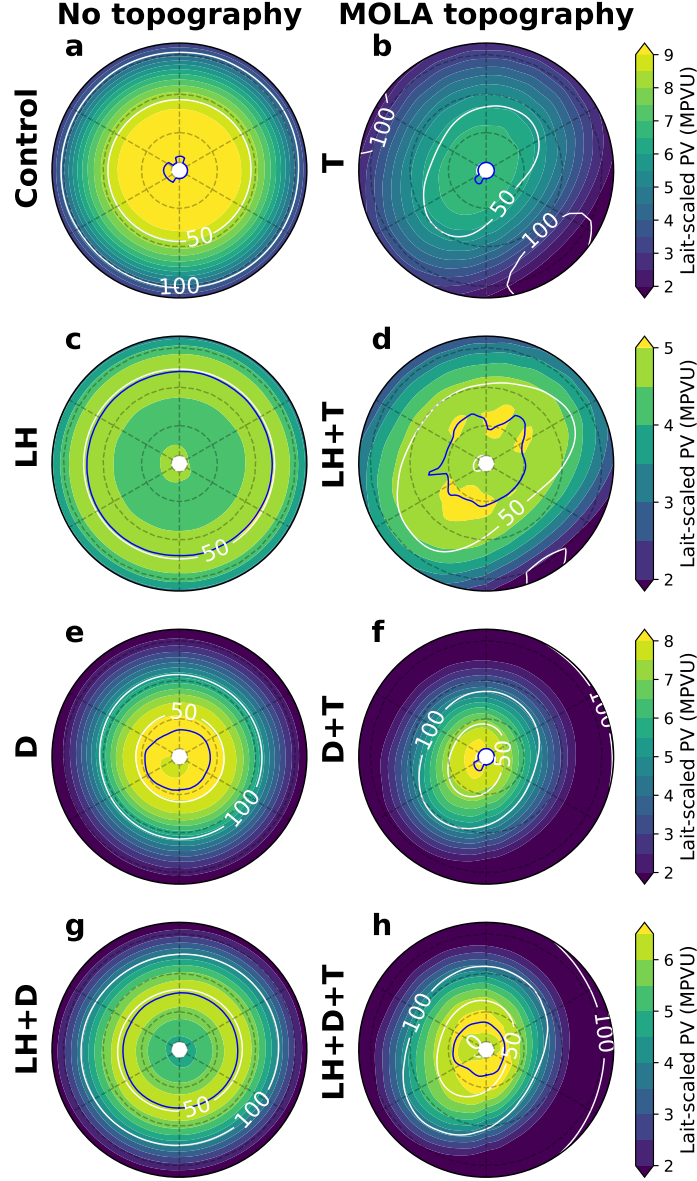 No topography MOLA topography
a b
Control T
50 100
100 50 100
9 8 7 6 5 4 3 2
Lait-scaled PV (MPVU)
c d
LH LH+T
50
50
5 4 3 2
Lait-scaled PV (MPVU)
e f
D D+T
50 100
100 50 100
8 7 6 5 4 3 2
Lait-scaled PV (MPVU)
g h
LH+D LH+D+T
50 100
100 0 50 100
6 5 4 3 2
Lait-scaled PV (MPVU)